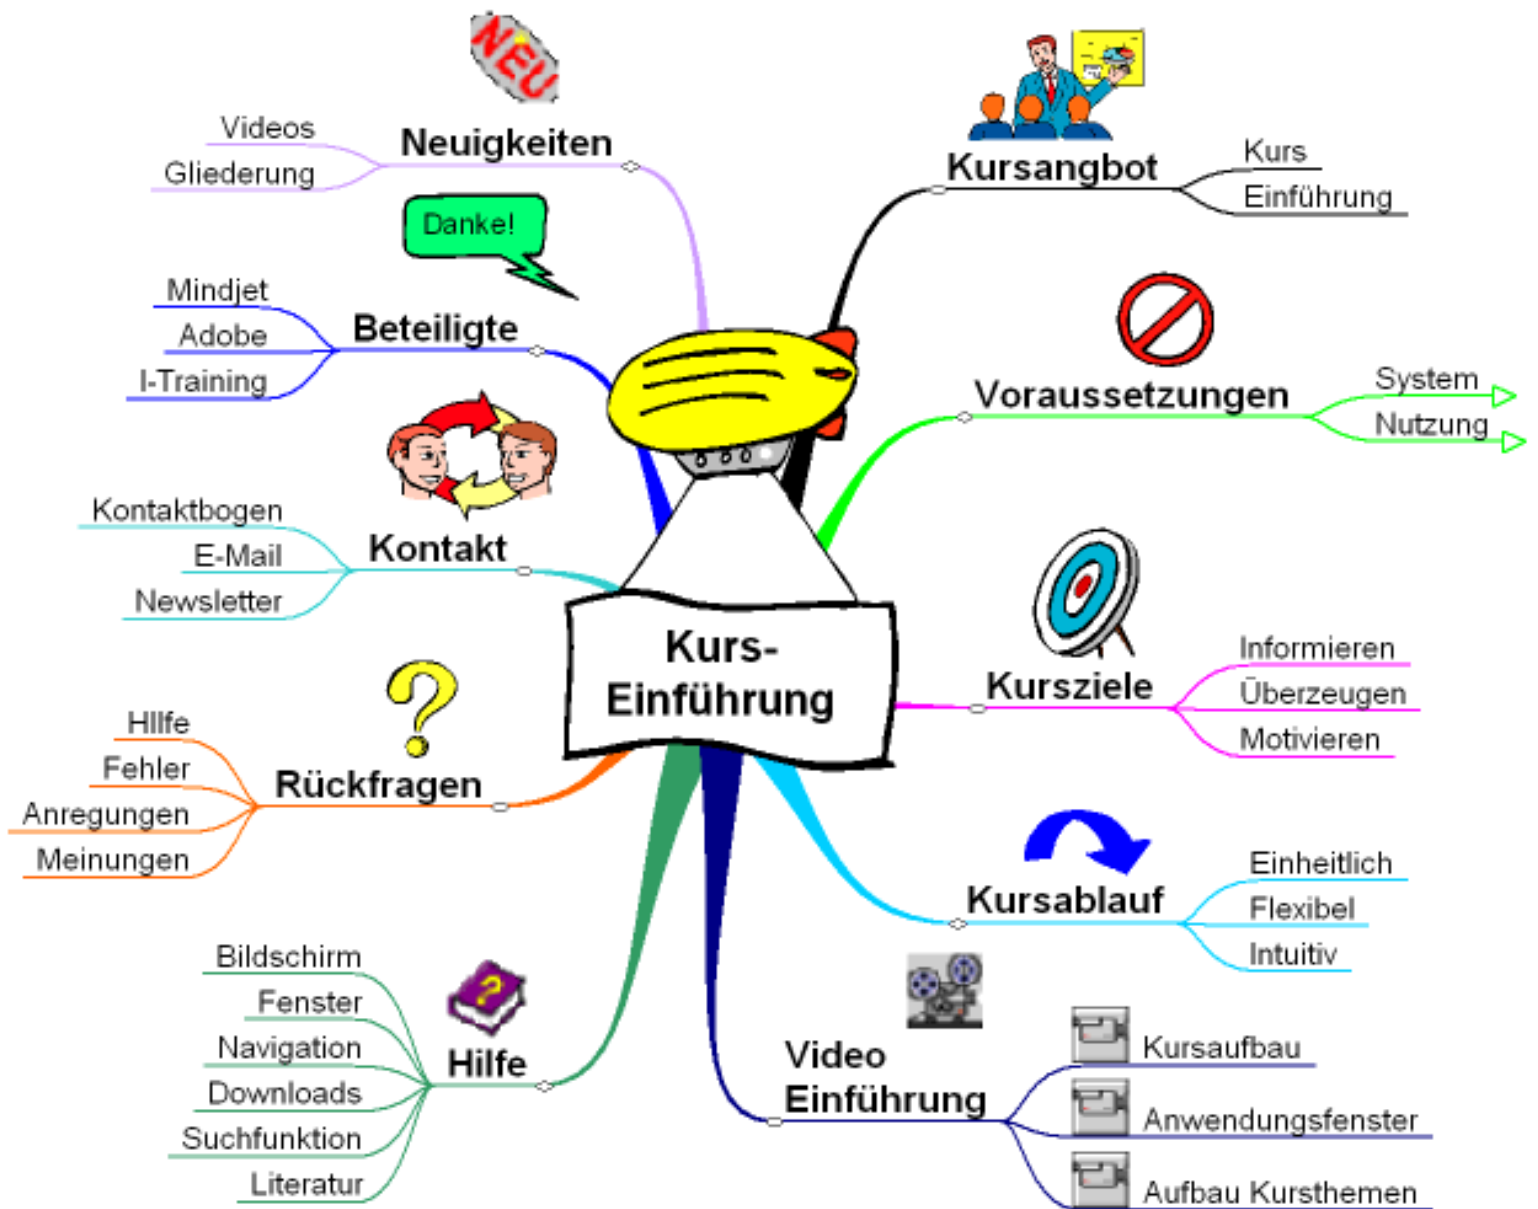 NEU
Neuigkeiten
Videos
Gliederung
Danke!
Beteiligte
Mindjet
Adobe
I-Training
Kontakt
Kontaktbogen
E-Mail
Newsletter
Rückfragen
HIlfe
Fehler
Anregungen
Meinungen
Hilfe
Bildschirm
Fenster
Navigation
Downloads
Suchfunktion
Literatur
Kurs-
Einführung
Kursangbot
Kurs
Einführung
Voraussetzungen
System
Nutzung
Kursziele
Informieren
Überzeugen
Motivieren
Kursablauf
Einheitlich
Flexibel
Intuitiv
Video
Einführung
Kursaufbau
Anwendungsfenster
Aufbau Kursthemen